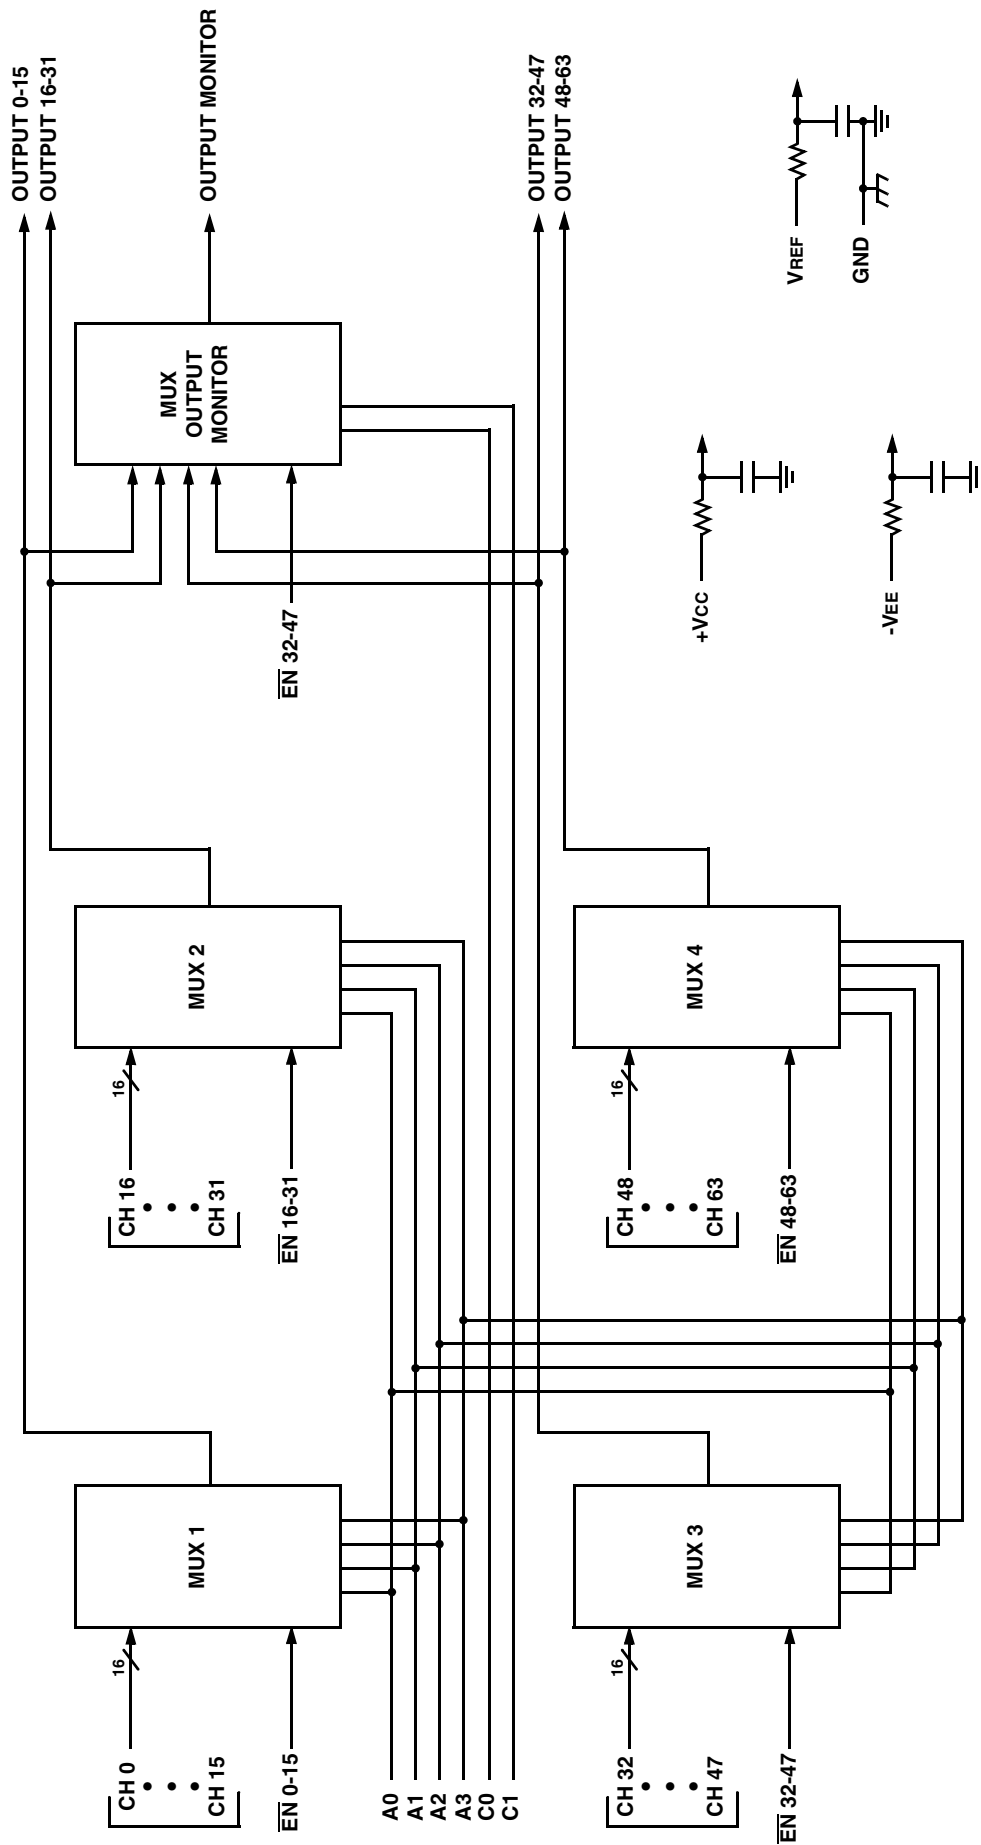 OUTPUT 0-15
OUTPUT 16-31
OUTPUT MONITOR
MUX
OUTPUT
MONITOR
EN 32-47
MUX 2
16
CH 16
CH 31
EN 16-31
MUX 1
16
CH 0
CH 15
EN 0-15
A0
A1
A2
A3
C0
C1
OUTPUT 32-47
OUTPUT 48-63
MUX 4
16
CH 48
CH 63
EN 48-63
MUX 3
16
CH 32
CH 47
EN 32-47
+VCC
-VEE
VREF
GND